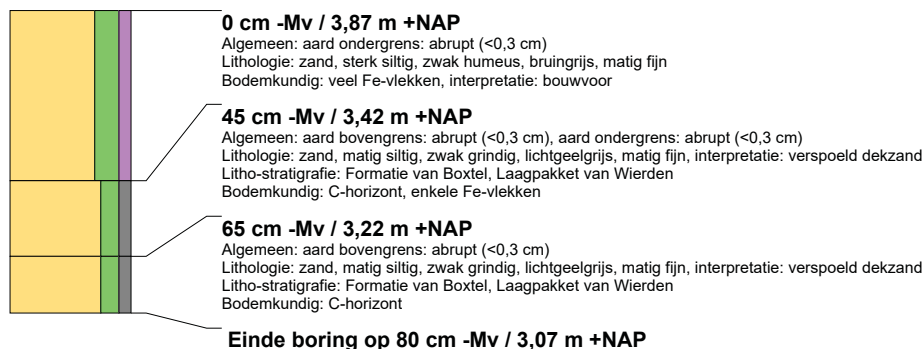 0 cm -Mv / 3,87 m +NAP
Algemeen: aard ondergrens: abrupt (<0,3 cm)
Lithologie: zand, sterk siltig, zwak humeus, bruingrijs, matig fijn
Bodemkundig: veel Fe-vlekken, interpretatie: bouwvoor
45 cm -Mv / 3,42 m +NAP
Algemeen: aard bovengrens: abrupt (<0,3 cm), aard ondergrens: abrupt (<0,3 cm)
Lithologie: zand, matig siltig, zwak grindig, lichtgeelgrijs, matig fijn, interpretatie: verspoeld dekzand
Litho-stratigrafie: Formatie van Boxtel, Laagpakket van Wierden
Bodemkundig: C-horizont, enkele Fe-vlekken
65 cm -Mv / 3,22 m +NAP
Algemeen: aard bovengrens: abrupt (<0,3 cm)
Lithologie: zand, matig siltig, zwak grindig, lichtgeelgrijs, matig fijn, interpretatie: verspoeld dekzand
Litho-stratigrafie: Formatie van Boxtel, Laagpakket van Wierden
Bodemkundig: C-horizont
Einde boring op 80 cm -Mv / 3,07 m +NAP